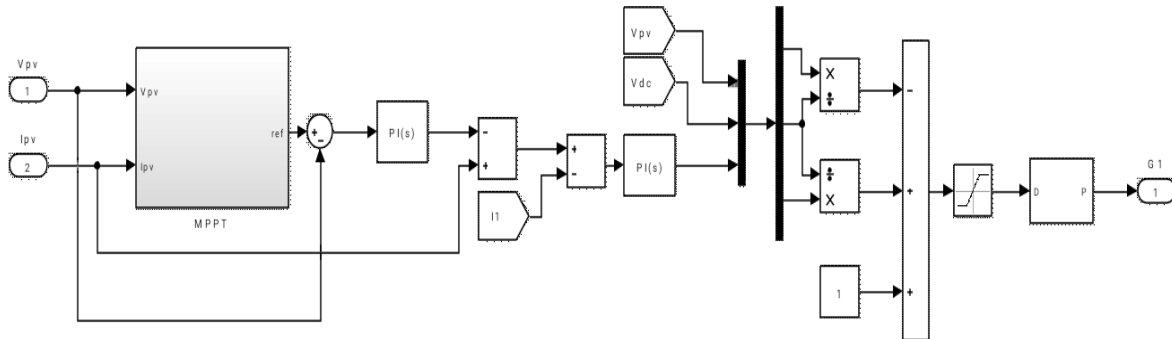 Vpv
1
Ipv
2
Vpv
Ipv
ref
MPPT
+
−
PI(s)
−
+
I1
+
−
PI(s)
Vpv
Vdc
×
÷
÷
×
1
−
+
+
D
P
G1
1